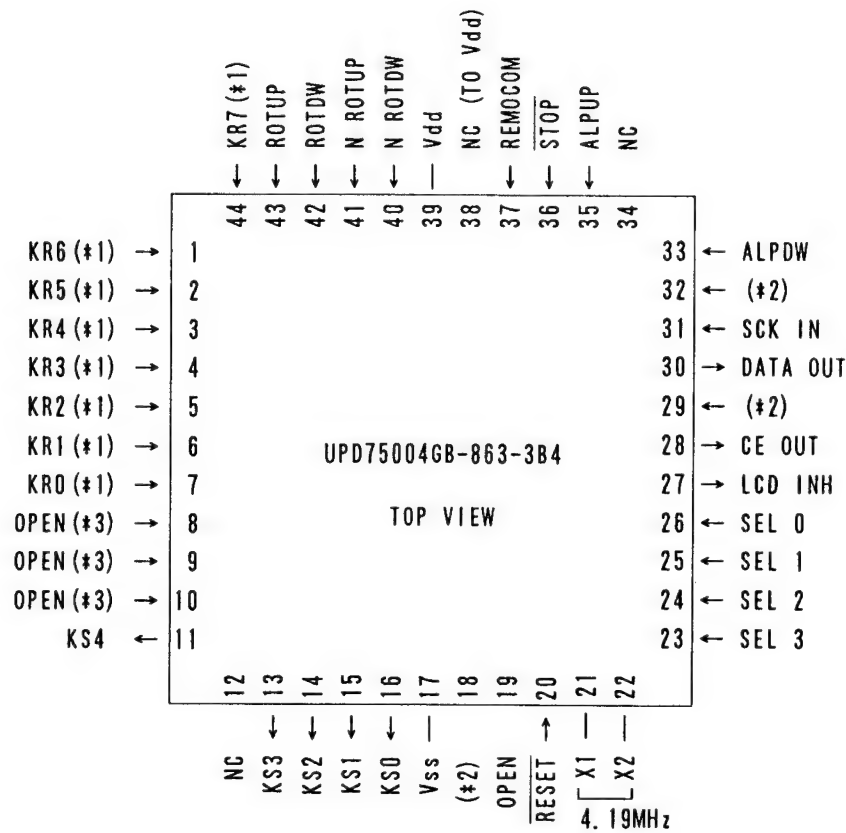 KR7(*1)
ROTUP
ROTDW
N ROTUP
N ROTDW
Vdd
NC (TO Vdd)
REMOCOM
STOP
ALPUP
NC
44 43 42 41 40 39 38 37 36 35 34
KR6(*1) → 1
KR5(*1) → 2
KR4(*1) → 3
KR3(*1) → 4
KR2(*1) → 5
KR1(*1) → 6
KR0(*1) → 7
OPEN(*3) → 8
OPEN(*3) → 9
OPEN(*3) → 10
KS4 ← 11
UPD75004GB-863-3B4
TOP VIEW
33 ← ALPDW
32 ← (*2)
31 ← SCK IN
30 → DATA OUT
29 ← (*2)
28 → CE OUT
27 → LCD INH
26 ← SEL 0
25 ← SEL 1
24 ← SEL 2
23 ← SEL 3
12 13 14 15 16 17 18 19 20 21 22
NC
KS3
KS2
KS1
KS0
Vss
(*2)
OPEN
RESET
X1
X2
4.19MHz